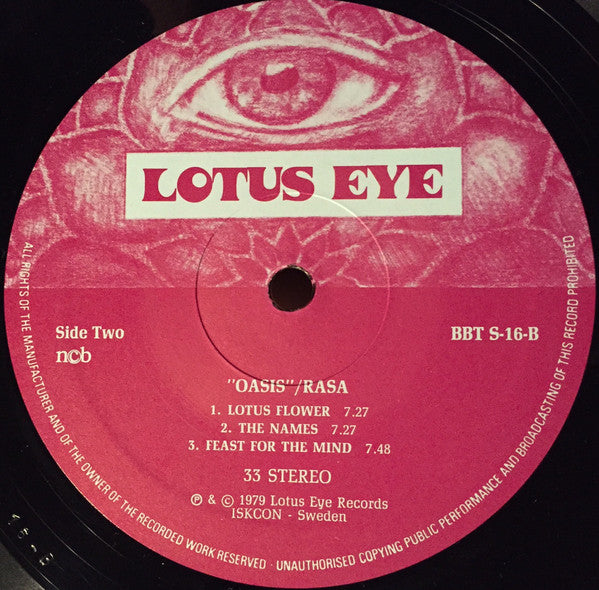 LOTUS EYE
Side Two
ncb
BBT S-16-B
"OASIS"/RASA
1. LOTUS FLOWER 7.27
2. THE NAMES 7.27
3. FEAST FOR THE MIND 7.48
33 STEREO
℗ & © 1979 Lotus Eye Records
ISKCON - Sweden
ALL RIGHTS OF THE MANUFACTURER AND OF THE OWNER OF THE RECORDED WORK RESERVED · UNAUTHORISED COPYING PUBLIC PERFORMANCE AND BROADCASTING OF THIS RECORD PROHIBITED